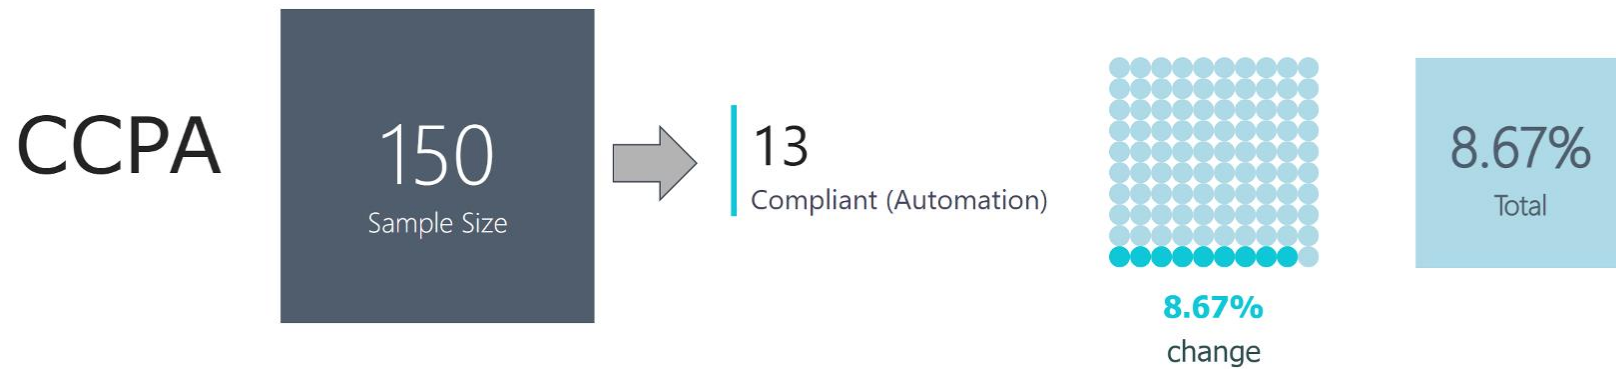 CCPA
150
Sample Size
13
Compliant (Automation)
8.67%
change
8.67%
Total